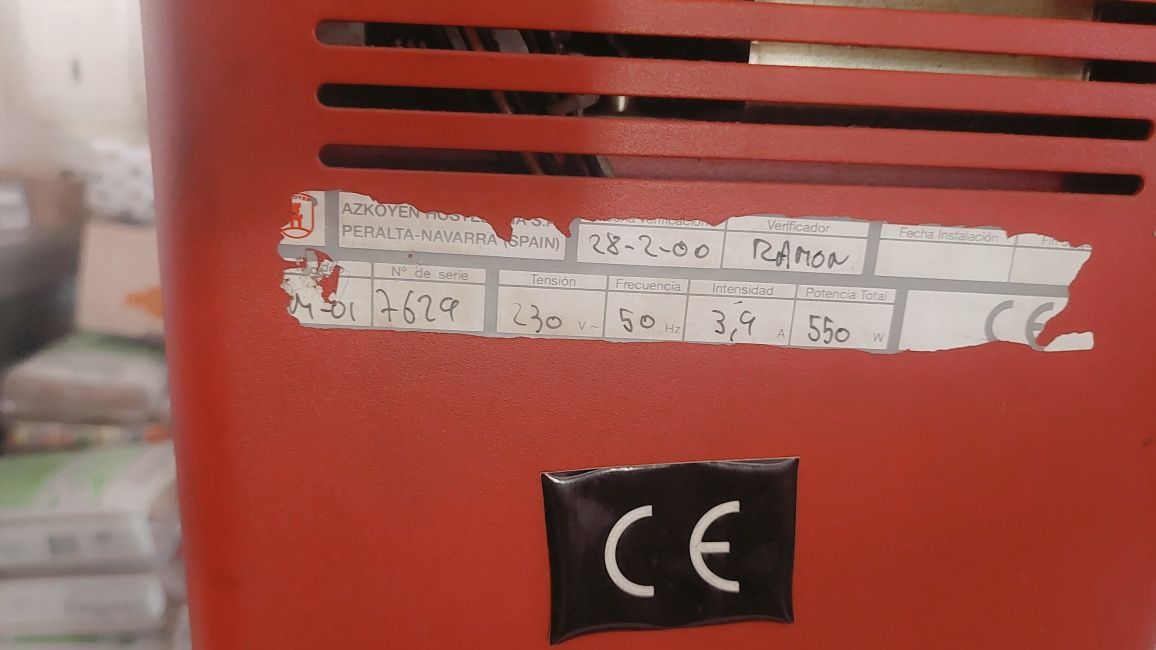 AZKOYEN
PERALTA-NAVARRA (SPAIN)
28-2-00
Verificador
RAMON
Fecha Instalación
Nº de serie
7629
Tensión
230 V~
Frecuencia
50 Hz
Intensidad
3,9 A
Potencia Total
550 W
CE
CE